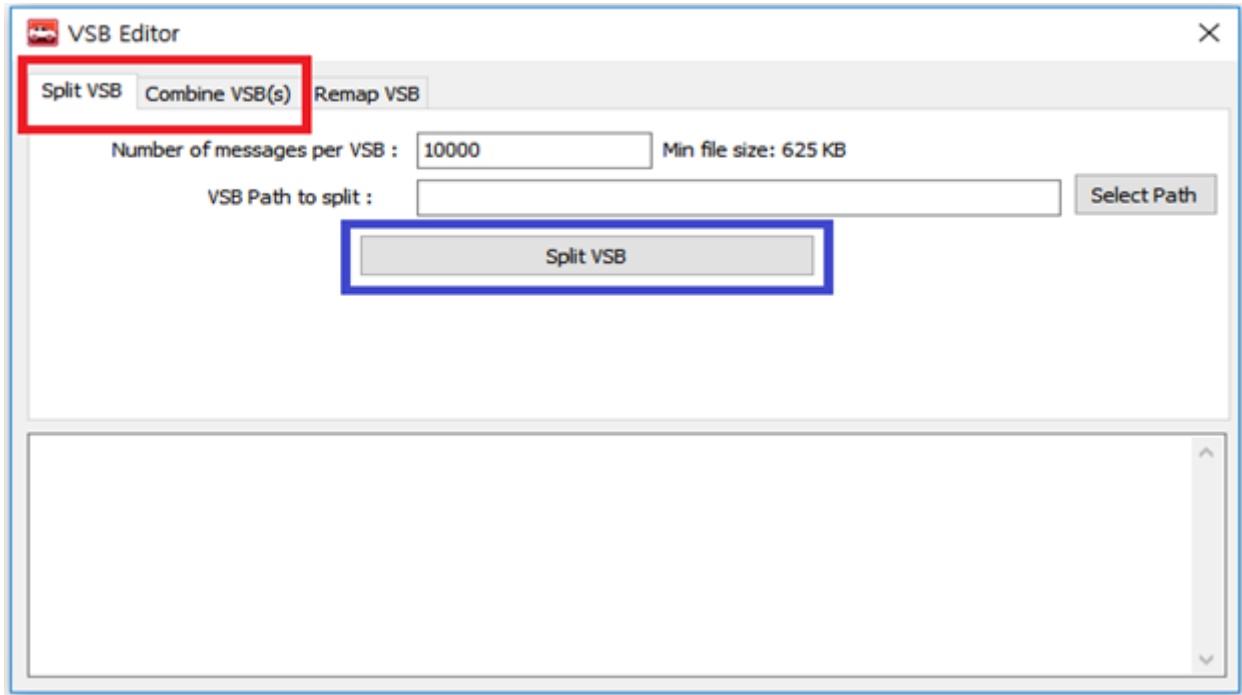 VSB Editor
Split VSB Combine VSB(s) Remap VSB
Number of messages per VSB : 10000 Min file size: 625 KB
VSB Path to split : Select Path
Split VSB